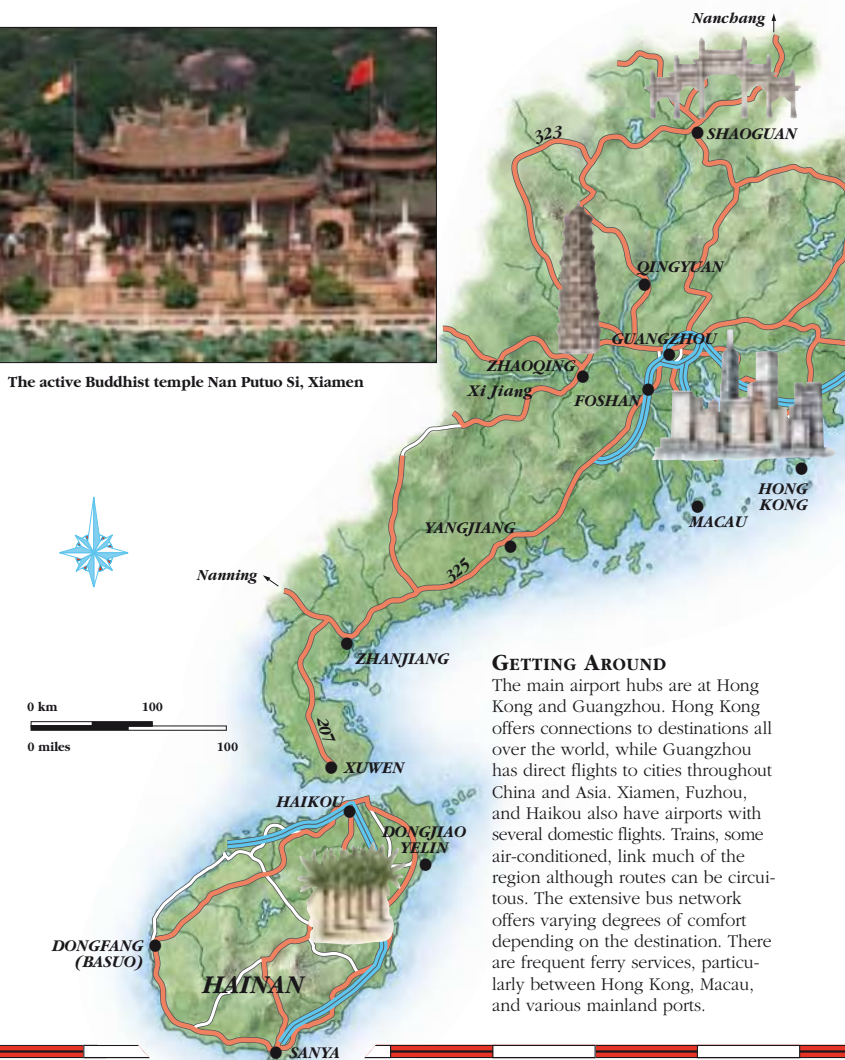 Nanchang
SHAOGUAN
323
QINGYUAN
GUANGZHOU
ZHAOQING
Xi Jiang
FOSHAN
The active Buddhist temple Nan Putuo Si, Xiamen
HONG
KONG
MACAU
YANGJIANG
325
Nanning
ZHANJIANG
0 km 100
0 miles 100
207
XUWEN
HAIKOU
DONGJIAO
YELIN
DONGFANG
(BASUO)
HAINAN
SANYA
GETTING AROUND
The main airport hubs are at Hong
Kong and Guangzhou. Hong Kong
offers connections to destinations all
over the world, while Guangzhou
has direct flights to cities throughout
China and Asia. Xiamen, Fuzhou,
and Haikou also have airports with
several domestic flights. Trains, some
air-conditioned, link much of the
region although routes can be circui-
tous. The extensive bus network
offers varying degrees of comfort
depending on the destination. There
are frequent ferry services, particu-
larly between Hong Kong, Macau,
and various mainland ports.